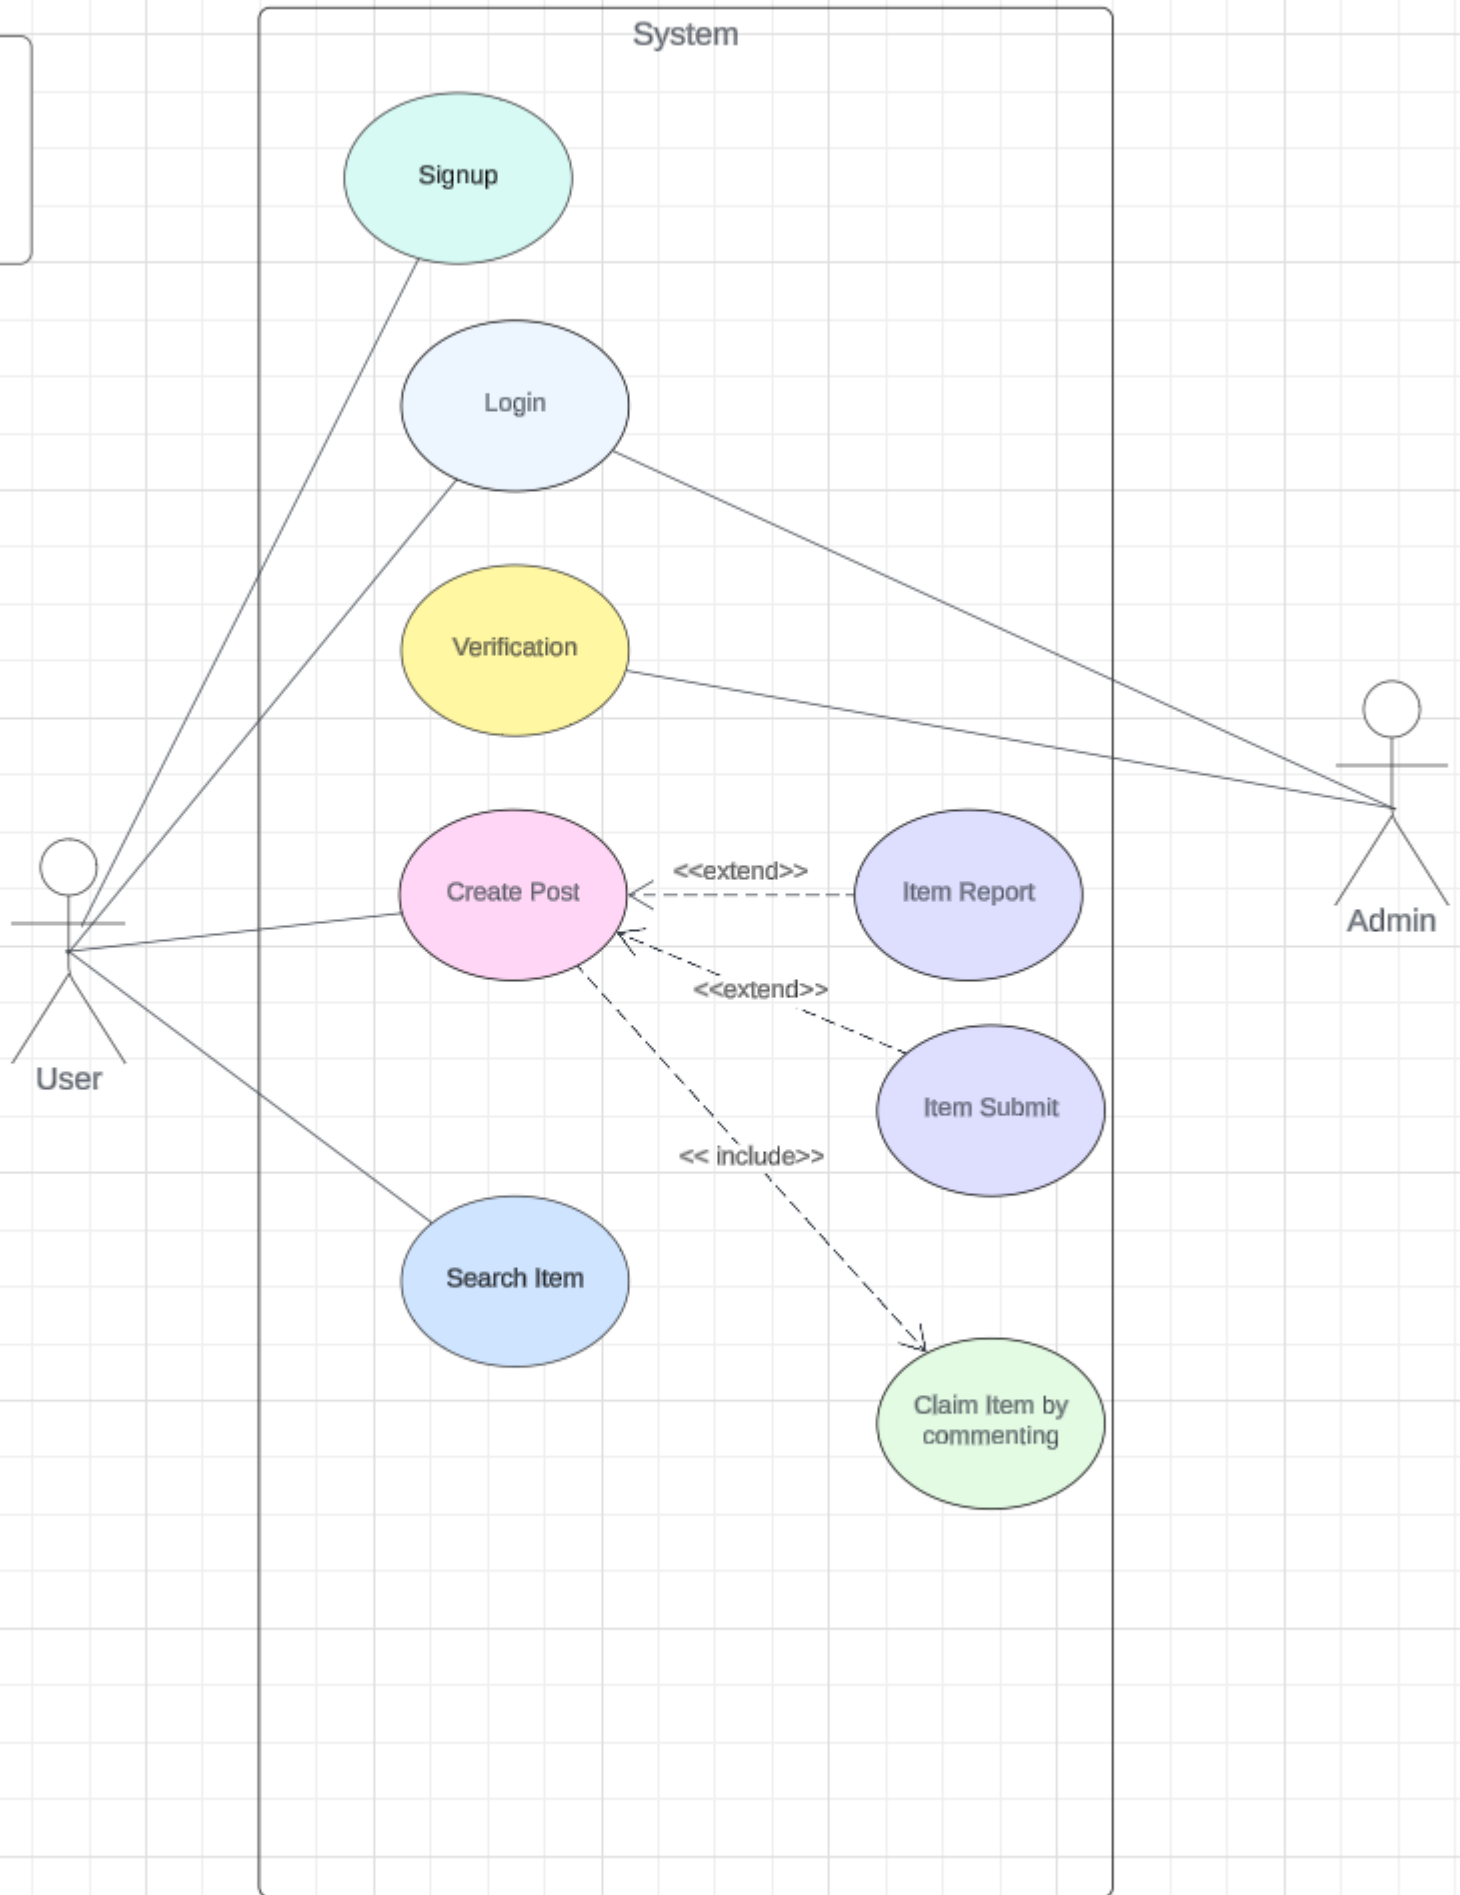 System
Signup
Login
Verification
Create Post
<<extend>>
Item Report
Admin
<<extend>>
User
Item Submit
<< include>>
Search Item
Claim Item by
commenting